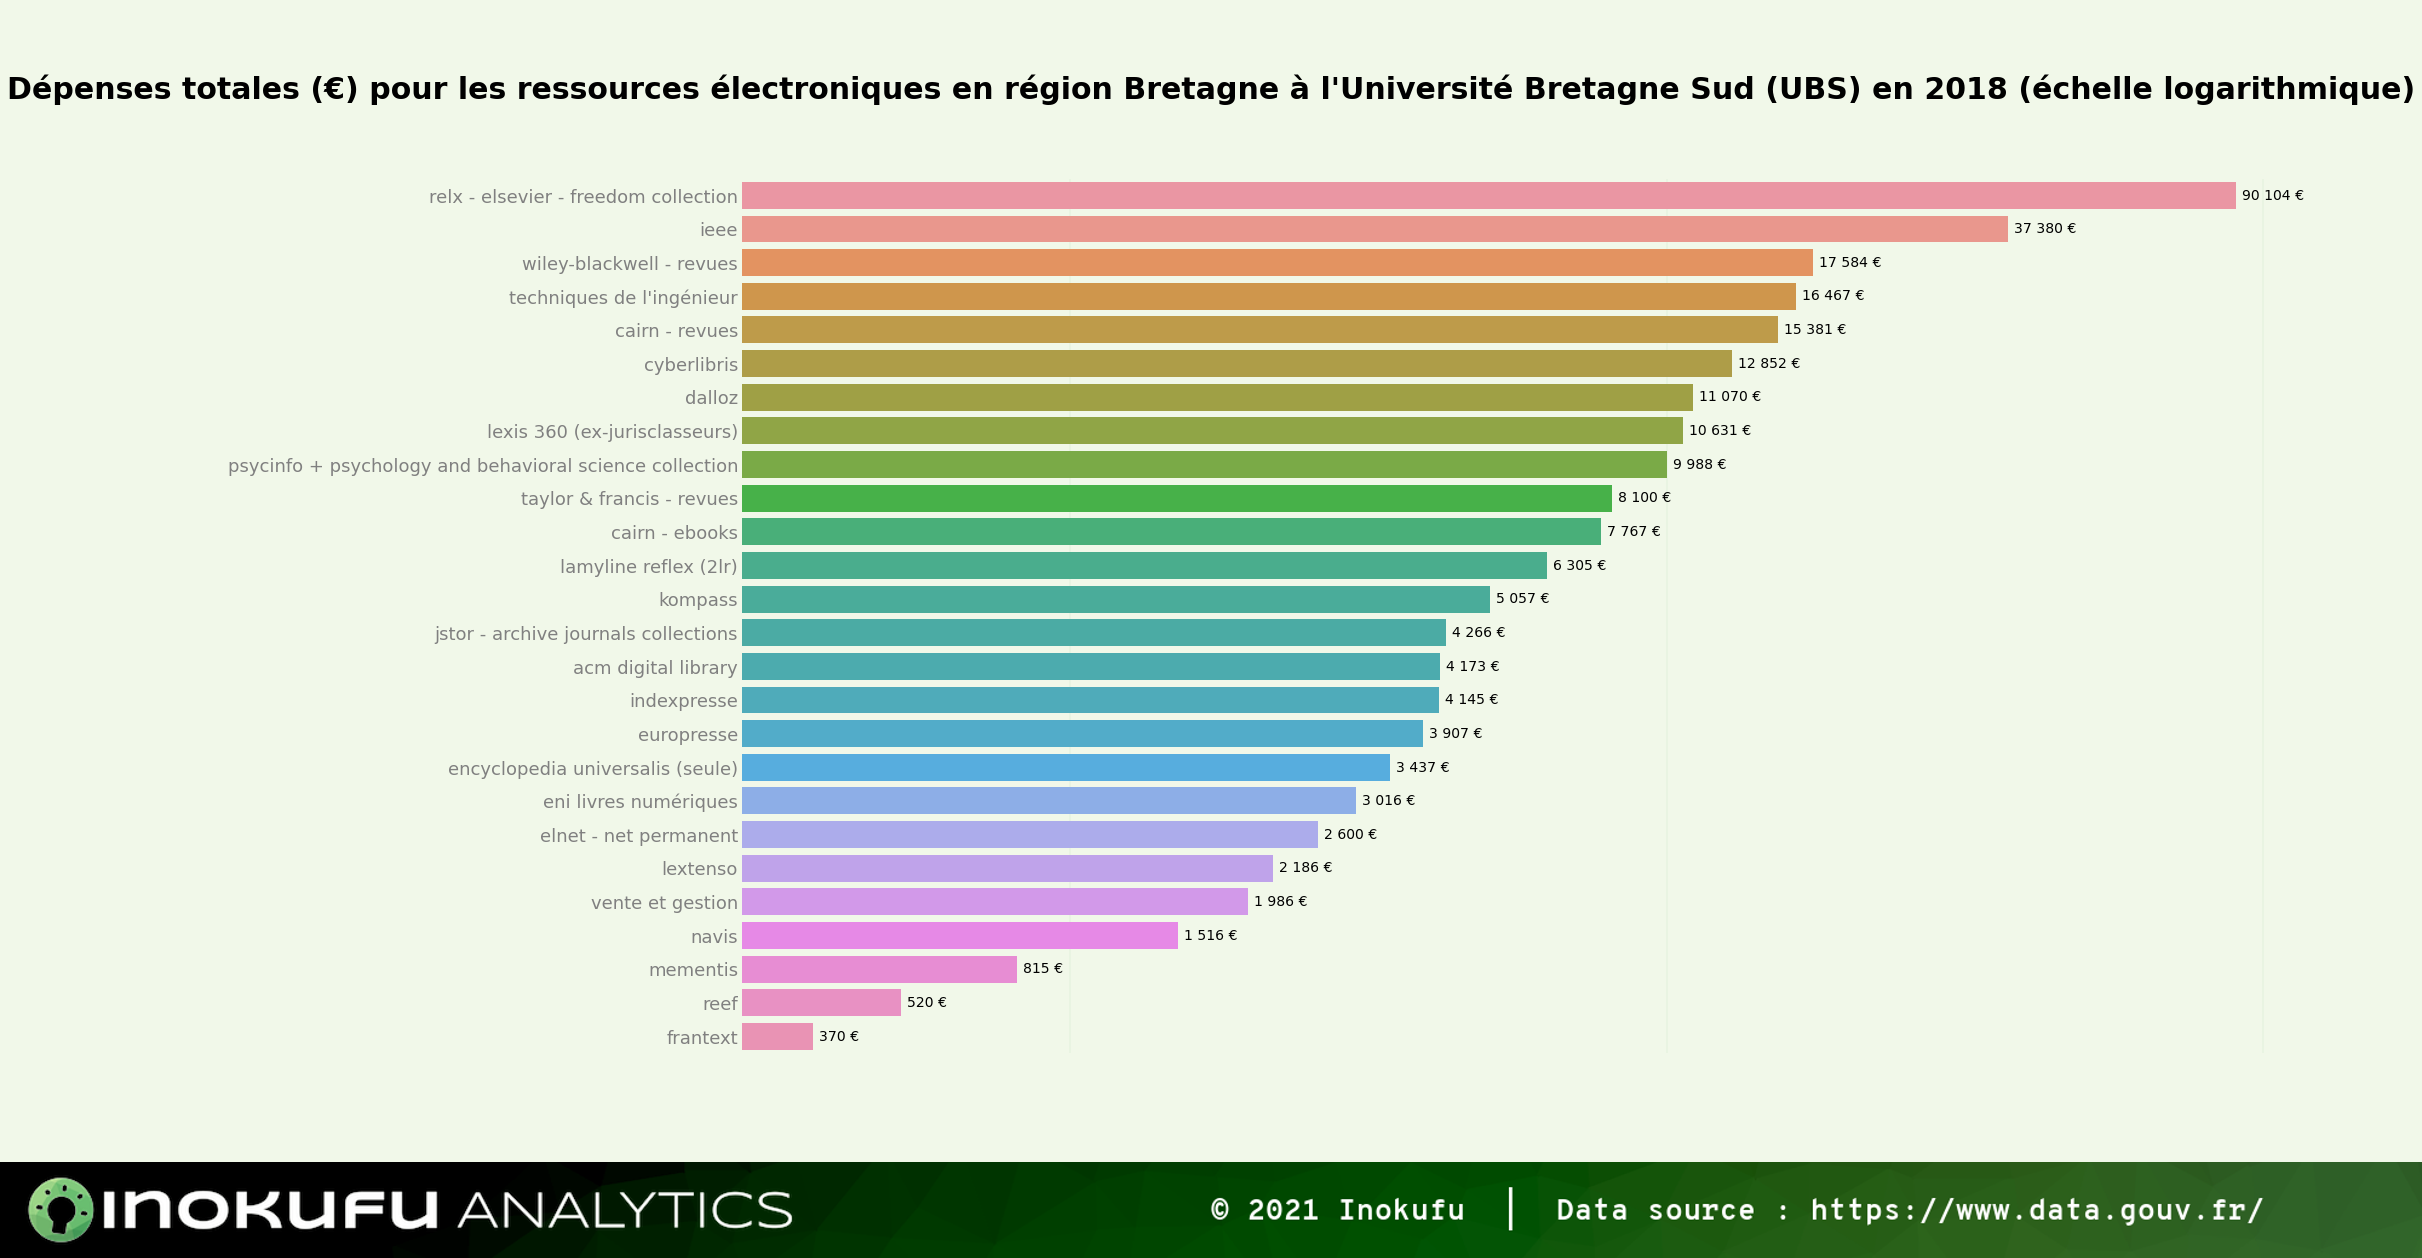 Dépenses totales (€) pour les ressources électroniques en région Bretagne à l'Université Bretagne Sud (UBS) en 2018 (échelle logarithmique)
relx - elsevier - freedom collection 90 104 €
ieee 37 380 €
wiley-blackwell - revues 17 584 €
techniques de l'ingénieur 16 467 €
cairn - revues 15 381 €
cyberlibris 12 852 €
dalloz 11 070 €
lexis 360 (ex-jurisclasseurs) 10 631 €
psycinfo + psychology and behavioral science collection 9 988 €
taylor & francis - revues 8 100 €
cairn - ebooks 7 767 €
lamyline reflex (2lr) 6 305 €
kompass 5 057 €
jstor - archive journals collections 4 266 €
acm digital library 4 173 €
indexpresse 4 145 €
europresse 3 907 €
encyclopedia universalis (seule) 3 437 €
eni livres numériques 3 016 €
elnet - net permanent 2 600 €
lextenso 2 186 €
vente et gestion 1 986 €
navis 1 516 €
mementis 815 €
reef 520 €
frantext 370 €
INOKUFU ANALYTICS © 2021 Inokufu | Data source : https://www.data.gouv.fr/